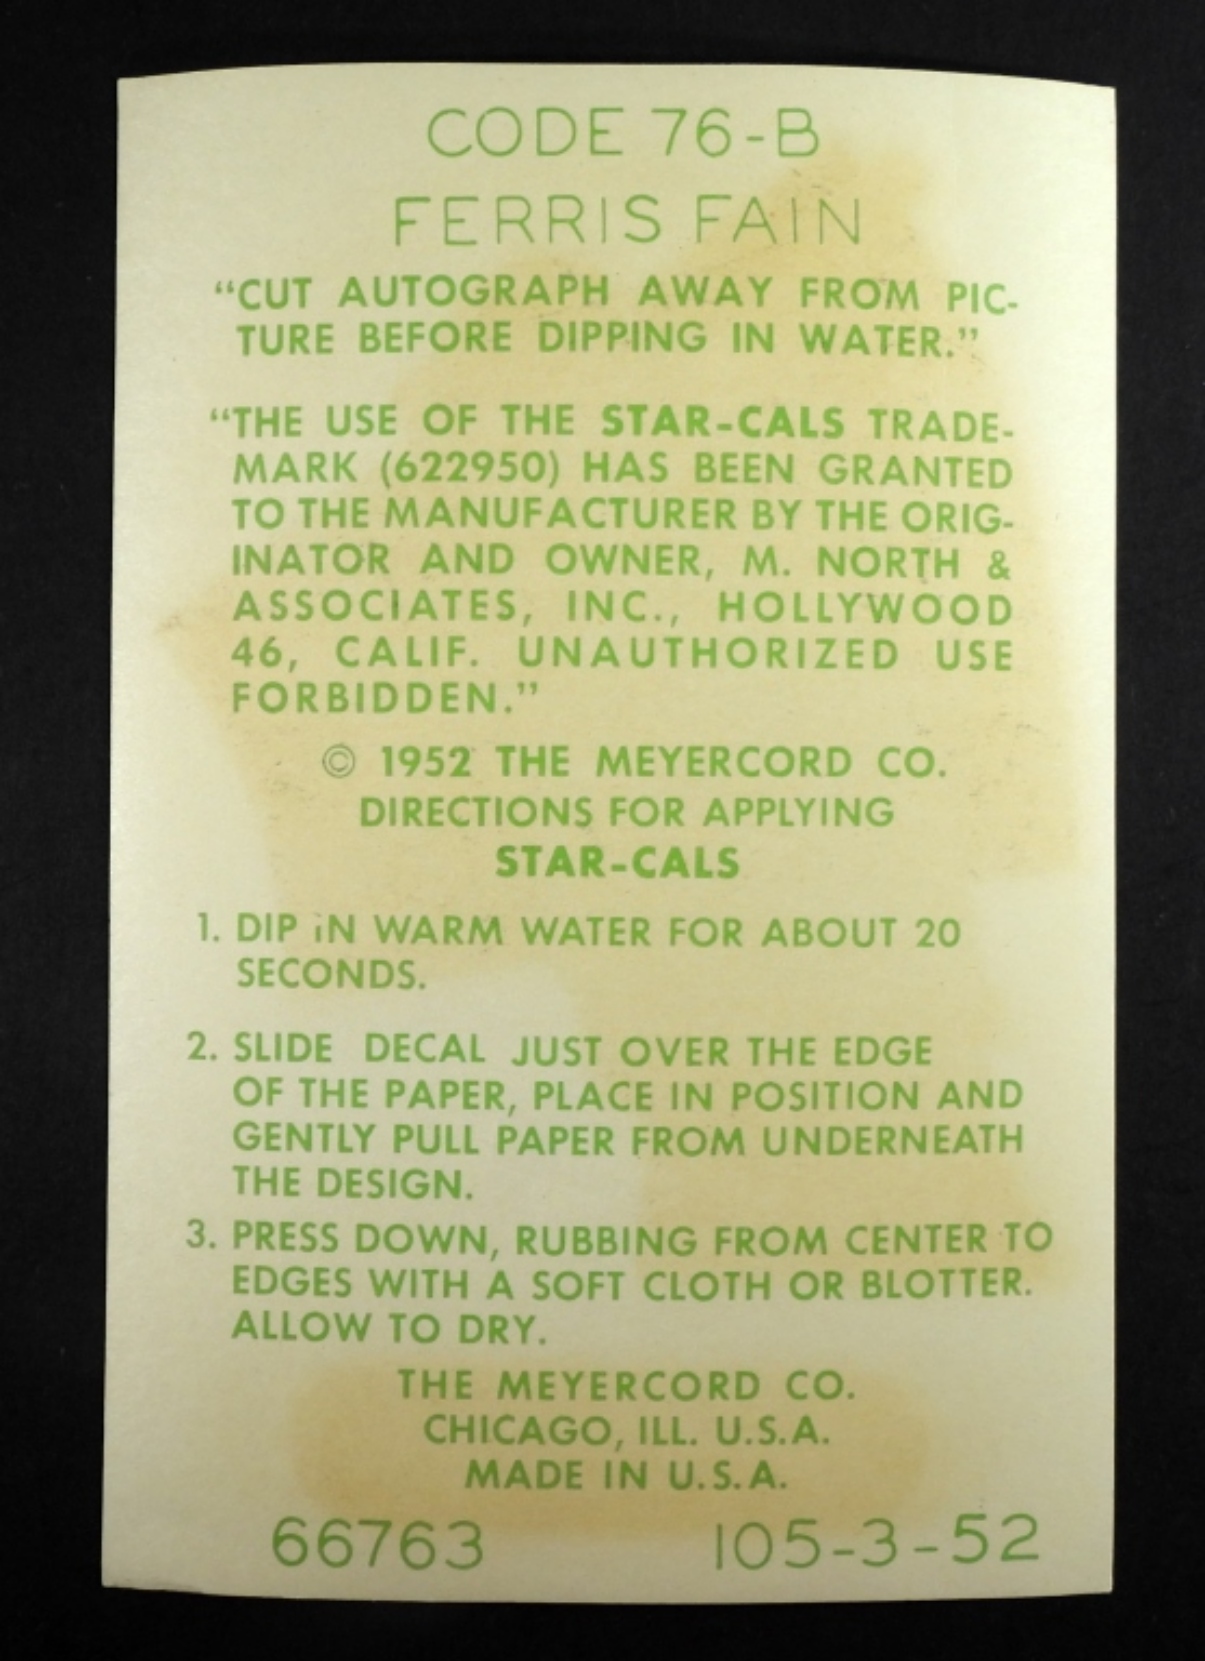 CODE 76-B
FERRIS FAIN
“CUT AUTOGRAPH AWAY FROM PIC-
TURE BEFORE DIPPING IN WATER.”
“THE USE OF THE STAR-CALS TRADE-
MARK (622950) HAS BEEN GRANTED
TO THE MANUFACTURER BY THE ORIG-
INATOR AND OWNER, M. NORTH &
ASSOCIATES, INC., HOLLYWOOD
46, CALIF. UNAUTHORIZED USE
FORBIDDEN.”
© 1952 THE MEYERCORD CO.
DIRECTIONS FOR APPLYING
STAR-CALS
1. DIP iN WARM WATER FOR ABOUT 20
SECONDS.
2. SLIDE DECAL JUST OVER THE EDGE
OF THE PAPER, PLACE IN POSITION AND
GENTLY PULL PAPER FROM UNDERNEATH
THE DESIGN.
3. PRESS DOWN, RUBBING FROM CENTER TO
EDGES WITH A SOFT CLOTH OR BLOTTER.
ALLOW TO DRY.
THE MEYERCORD CO.
CHICAGO, ILL. U.S.A.
MADE IN U.S.A.
66763 105-3-52